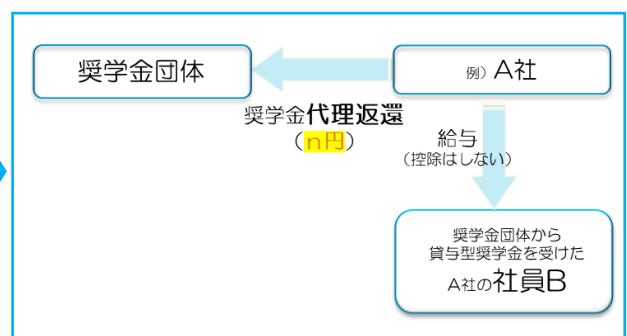 奨学金団体
例）A社
奨学金代理返還
（n円）
給与
（控除はしない）
奨学金団体から
貸与型奨学金を受けた
A社の社員B